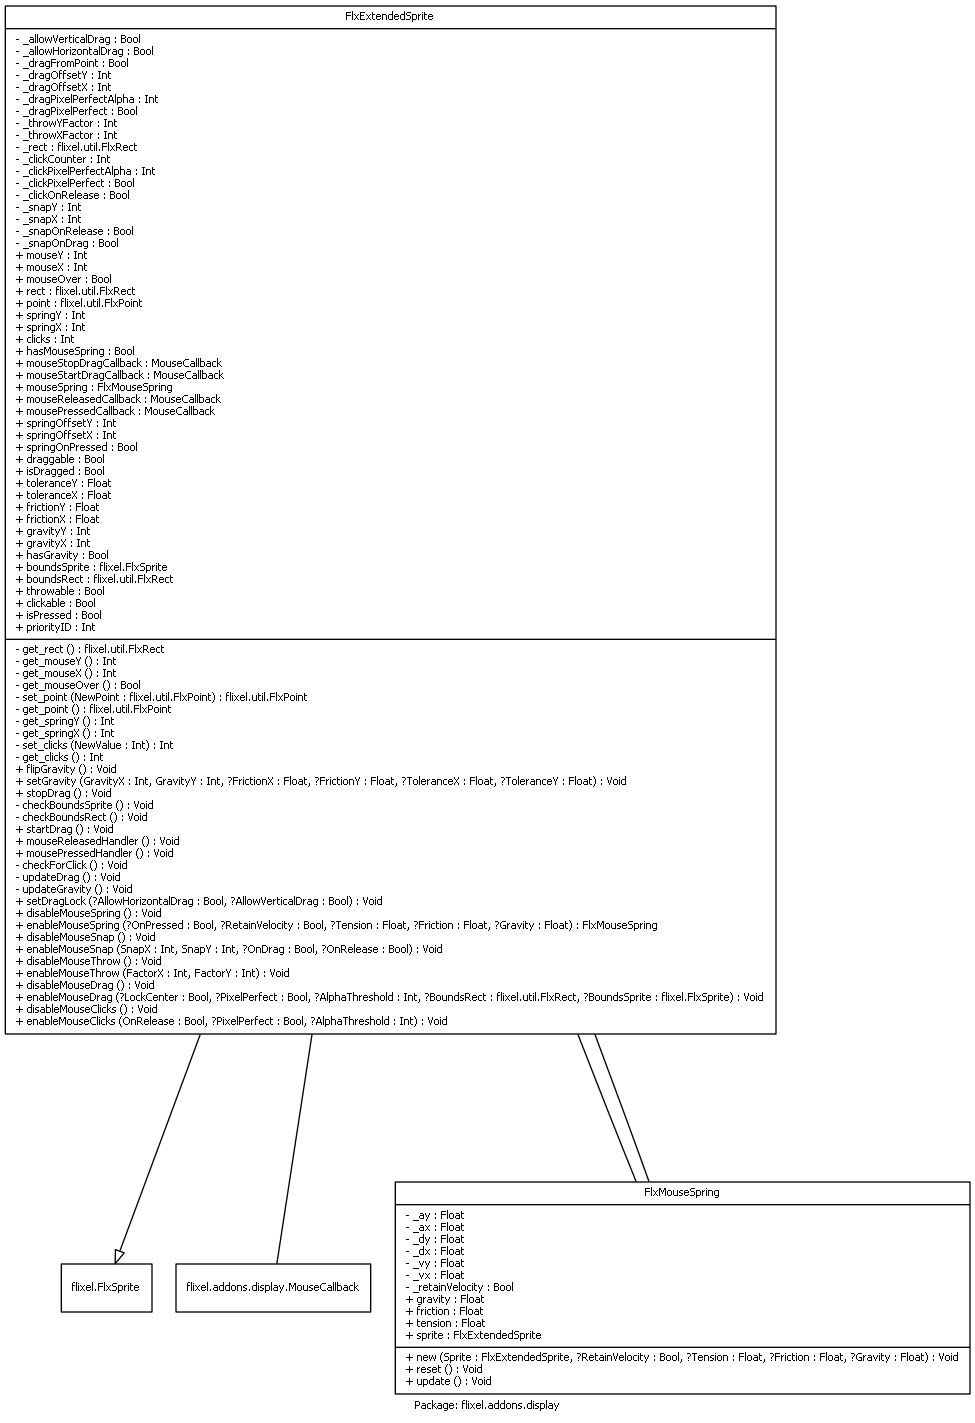 FlxExtendedSprite
- _allowVerticalDrag : Bool
- _allowHorizontalDrag : Bool
- _dragFromPoint : Bool
- _dragOffsetY : Int
- _dragOffsetX : Int
- _dragPixelPerfectAlpha : Int
- _dragPixelPerfect : Bool
- _throwYFactor : Int
- _throwXFactor : Int
- _rect : flixel.util.FlxRect
- _clickCounter : Int
- _clickPixelPerfectAlpha : Int
- _clickPixelPerfect : Bool
- _clickOnRelease : Bool
- _snapY : Int
- _snapX : Int
- _snapOnRelease : Bool
- _snapOnDrag : Bool
+ mouseY : Int
+ mouseX : Int
+ mouseOver : Bool
+ rect : flixel.util.FlxRect
+ point : flixel.util.FlxPoint
+ springY : Int
+ springX : Int
+ clicks : Int
+ hasMouseSpring : Bool
+ mouseStopDragCallback : MouseCallback
+ mouseStartDragCallback : MouseCallback
+ mouseSpring : FlxMouseSpring
+ mouseReleasedCallback : MouseCallback
+ mousePressedCallback : MouseCallback
+ springOffsetY : Int
+ springOffsetX : Int
+ springOnPressed : Bool
+ draggable : Bool
+ isDragged : Bool
+ toleranceY : Float
+ toleranceX : Float
+ frictionY : Float
+ frictionX : Float
+ gravityY : Int
+ gravityX : Int
+ hasGravity : Bool
+ boundsSprite : flixel.FlxSprite
+ boundsRect : flixel.util.FlxRect
+ throwable : Bool
+ clickable : Bool
+ isPressed : Bool
+ priorityID : Int
- get_rect () : flixel.util.FlxRect
- get_mouseY () : Int
- get_mouseX () : Int
- get_mouseOver () : Bool
- set_point (NewPoint : flixel.util.FlxPoint) : flixel.util.FlxPoint
- get_point () : flixel.util.FlxPoint
- get_springY () : Int
- get_springX () : Int
- set_clicks (NewValue : Int) : Int
- get_clicks () : Int
+ flipGravity () : Void
+ setGravity (GravityX : Int, GravityY : Int, ?FrictionX : Float, ?FrictionY : Float, ?ToleranceX : Float, ?ToleranceY : Float) : Void
+ stopDrag () : Void
- checkBoundsSprite () : Void
- checkBoundsRect () : Void
+ startDrag () : Void
+ mouseReleasedHandler () : Void
+ mousePressedHandler () : Void
- checkForClick () : Void
- updateDrag () : Void
- updateGravity () : Void
+ setDragLock (?AllowHorizontalDrag : Bool, ?AllowVerticalDrag : Bool) : Void
+ disableMouseSpring () : Void
+ enableMouseSpring (?OnPressed : Bool, ?RetainVelocity : Bool, ?Tension : Float, ?Friction : Float, ?Gravity : Float) : FlxMouseSpring
+ disableMouseSnap () : Void
+ enableMouseSnap (SnapX : Int, SnapY : Int, ?OnDrag : Bool, ?OnRelease : Bool) : Void
+ disableMouseThrow () : Void
+ enableMouseThrow (FactorX : Int, FactorY : Int) : Void
+ disableMouseDrag () : Void
+ enableMouseDrag (?LockCenter : Bool, ?PixelPerfect : Bool, ?AlphaThreshold : Int, ?BoundsRect : flixel.util.FlxRect, ?BoundsSprite : flixel.FlxSprite) : Void
+ disableMouseClicks () : Void
+ enableMouseClicks (OnRelease : Bool, ?PixelPerfect : Bool, ?AlphaThreshold : Int) : Void
flixel.FlxSprite
flixel.addons.display.MouseCallback
FlxMouseSpring
- _ay : Float
- _ax : Float
- _dy : Float
- _dx : Float
- _vy : Float
- _vx : Float
- _retainVelocity : Bool
+ gravity : Float
+ friction : Float
+ tension : Float
+ sprite : FlxExtendedSprite
+ new (Sprite : FlxExtendedSprite, ?RetainVelocity : Bool, ?Tension : Float, ?Friction : Float, ?Gravity : Float) : Void
+ reset () : Void
+ update () : Void
Package: flixel.addons.display